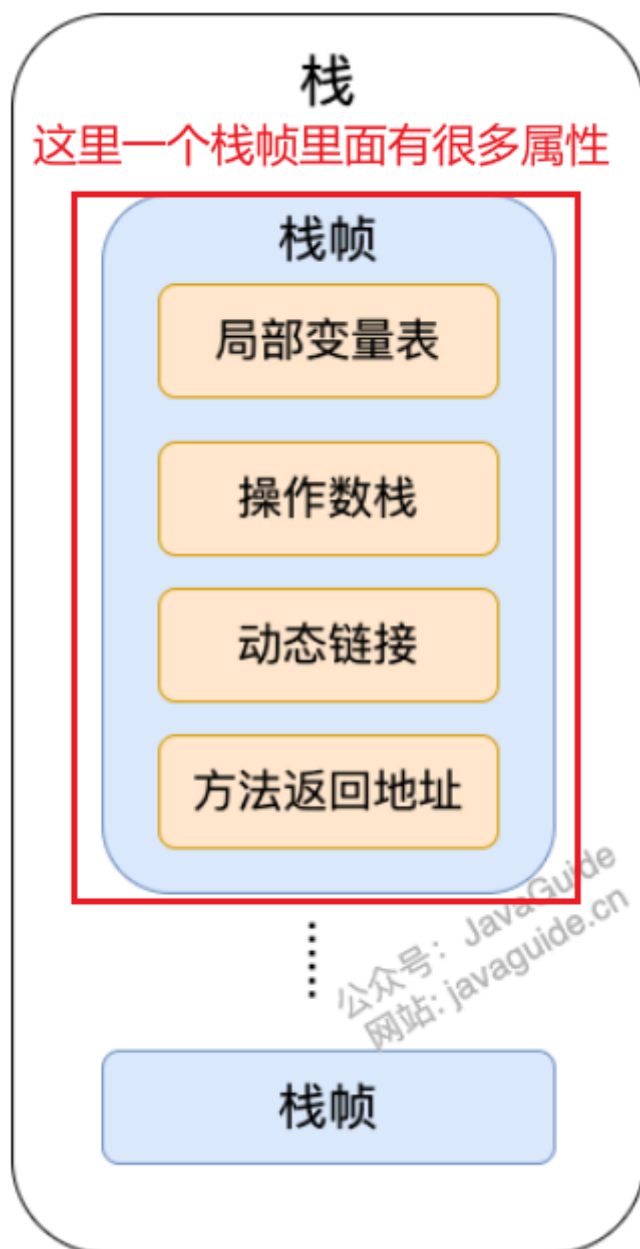 栈
这里一个栈帧里面有很多属性
栈帧
局部变量表
操作数栈
动态链接
方法返回地址
公众号：JavaGuide
网站: javaguide.cn
栈帧